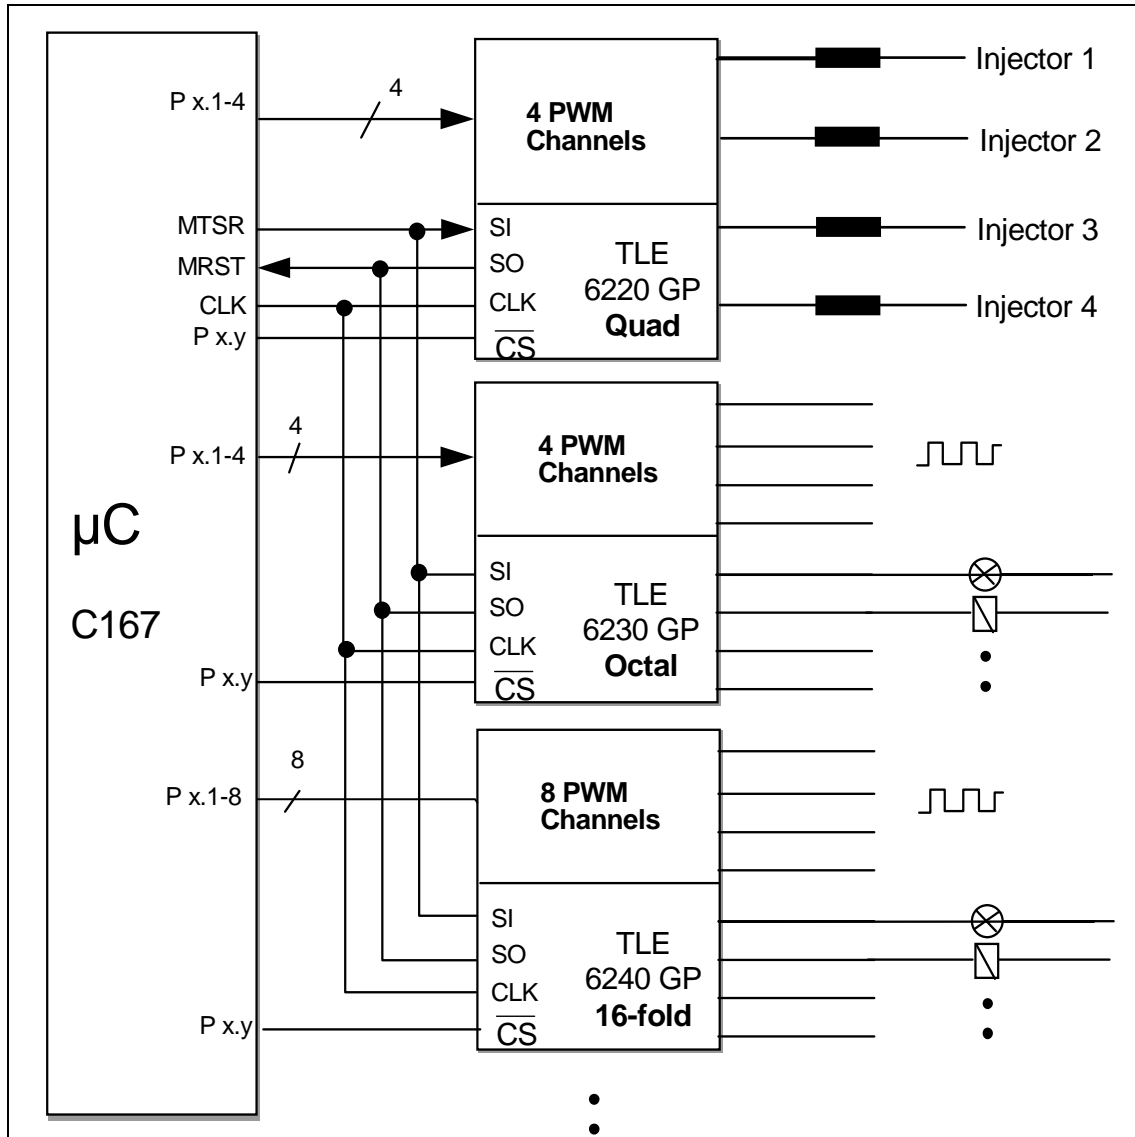 µC
C167
P x.1-4
4
MTSR
MRST
CLK
P x.y
4 PWM
Channels
SI
SO
CLK
CS
TLE
6220 GP
Quad
Injector 1
Injector 2
Injector 3
Injector 4
P x.1-4
4
P x.y
4 PWM
Channels
SI
SO
CLK
CS
TLE
6230 GP
Octal
P x.1-8
8
P x.y
8 PWM
Channels
SI
SO
CLK
CS
TLE
6240 GP
16-fold